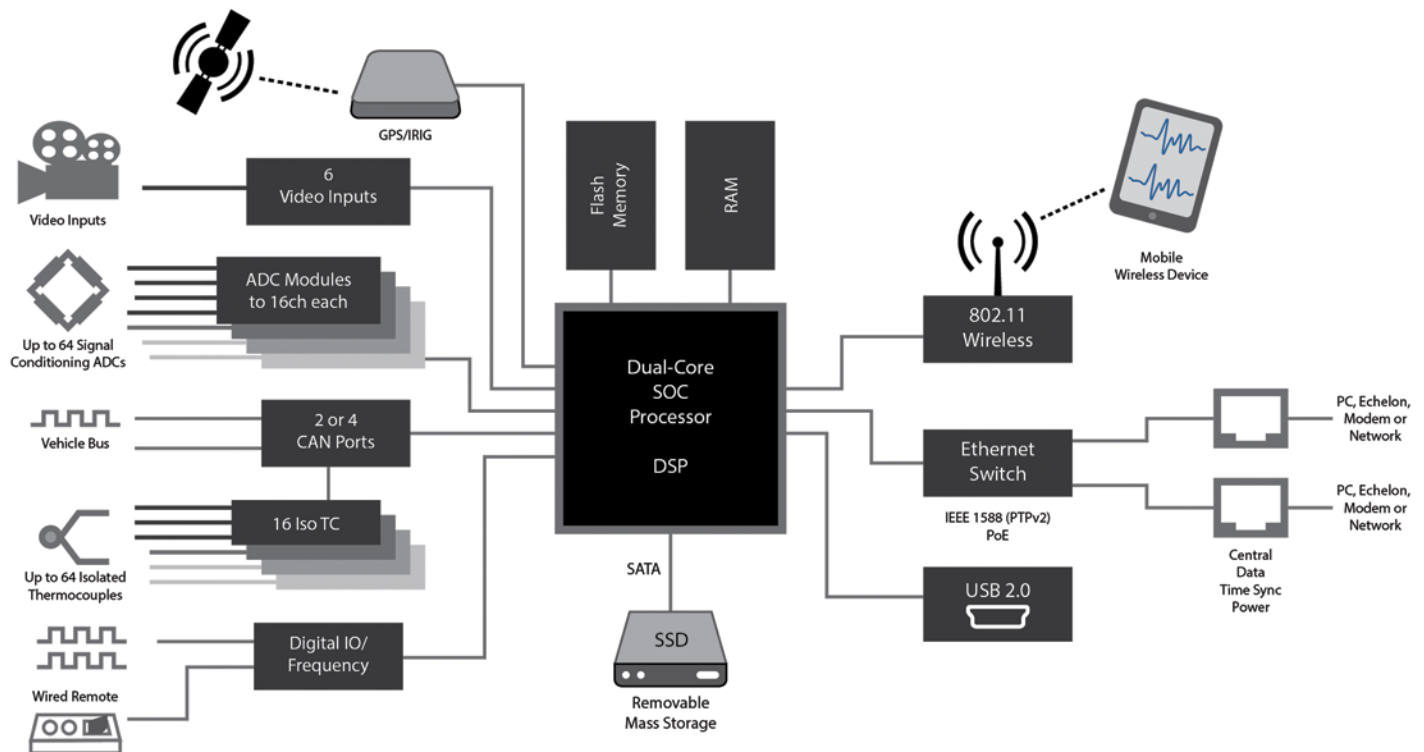 GPS/IRIG
6
Video Inputs
Video Inputs
ADC Modules
to 16ch each
Up to 64 Signal
Conditioning ADCs
2 or 4
CAN Ports
Vehicle Bus
16 Iso TC
Up to 64 Isolated
Thermocouples
Digital IO/
Frequency
Wired Remote
Flash
Memory
RAM
Dual-Core
SOC
Processor
DSP
SATA
SSD
Removable
Mass Storage
Mobile
Wireless Device
802.11
Wireless
Ethernet
Switch
IEEE 1588 (PTPv2)
PoE
USB 2.0
PC, Echelon,
Modem or
Network
PC, Echelon,
Modem or
Network
Central
Data
Time Sync
Power